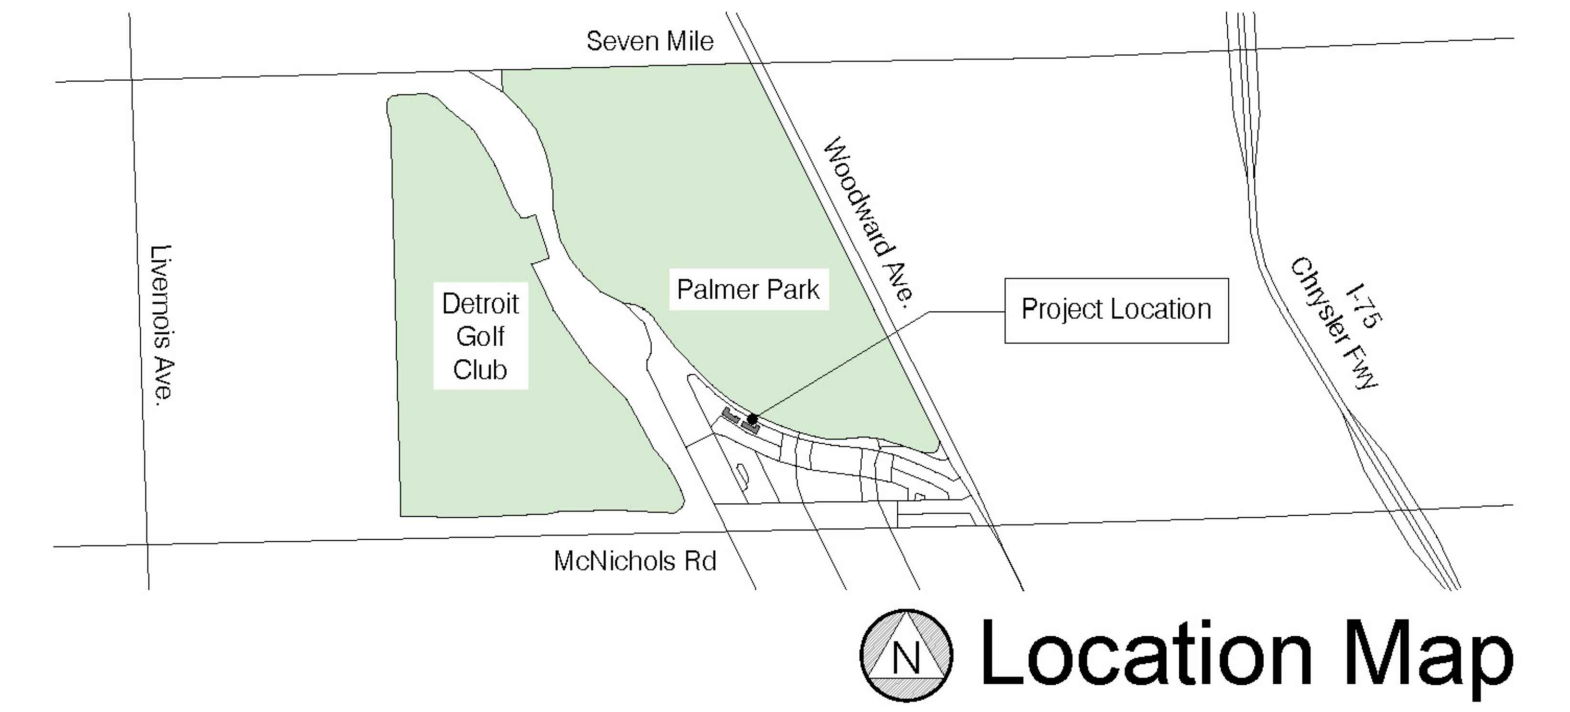 Seven Mile
Woodward Ave.
Livernois Ave.
Palmer Park
Detroit
Golf
Club
Project Location
I-75
Chrysler Fwy
McNichols Rd
N
Location Map